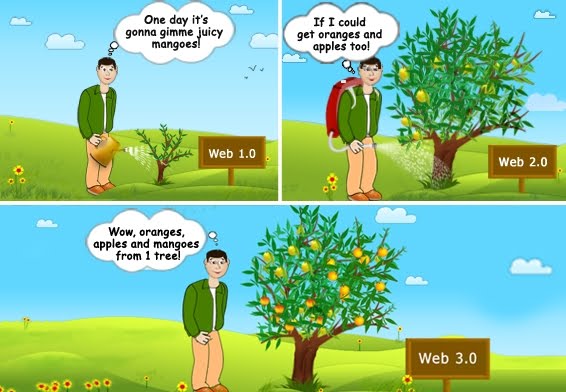 One day it's
gonna gimme juicy
mangoes!
Web 1.0
If I could
get oranges and
apples too!
Web 2.0
Wow, oranges,
apples and mangoes
from 1 tree!
Web 3.0